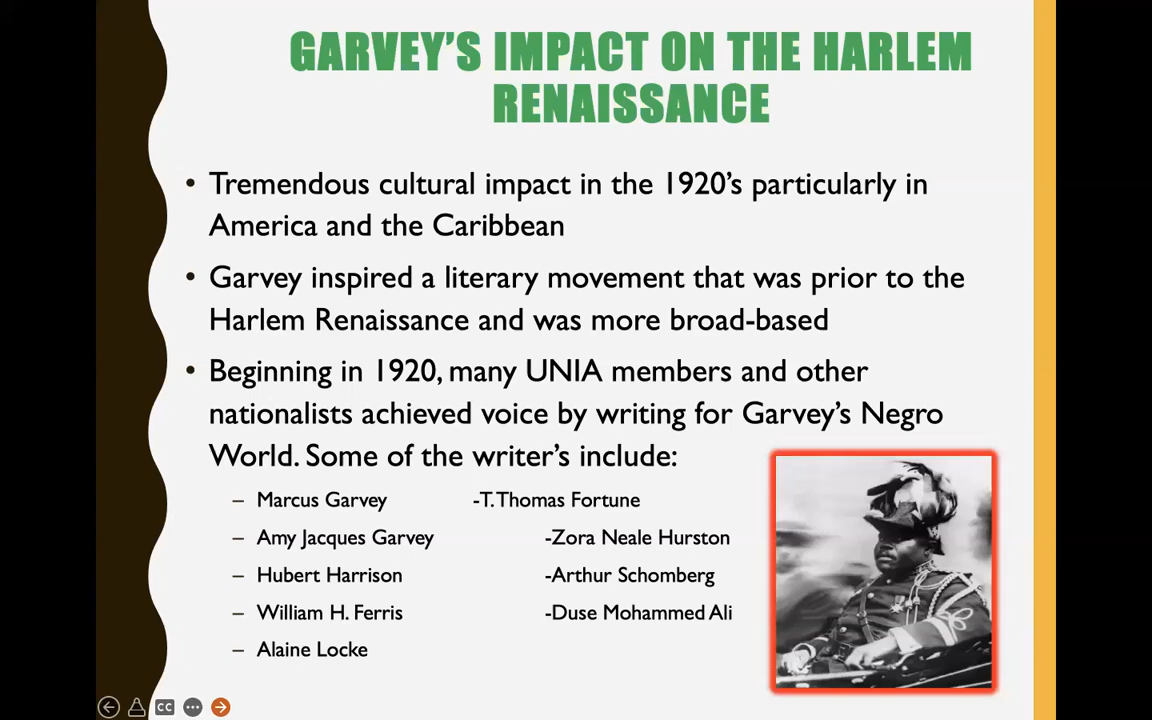 GARVEY'S IMPACT ON THE HARLEM
RENAISSANCE
• Tremendous cultural impact in the 1920's particularly in
America and the Caribbean
• Garvey inspired a literary movement that was prior to the
Harlem Renaissance and was more broad-based
• Beginning in 1920, many UNIA members and other
nationalists achieved voice by writing for Garvey's Negro
World. Some of the writer's include:
– Marcus Garvey -T. Thomas Fortune
– Amy Jacques Garvey -Zora Neale Hurston
– Hubert Harrison -Arthur Schomberg
– William H. Ferris -Duse Mohammed Ali
– Alaine Locke
CC